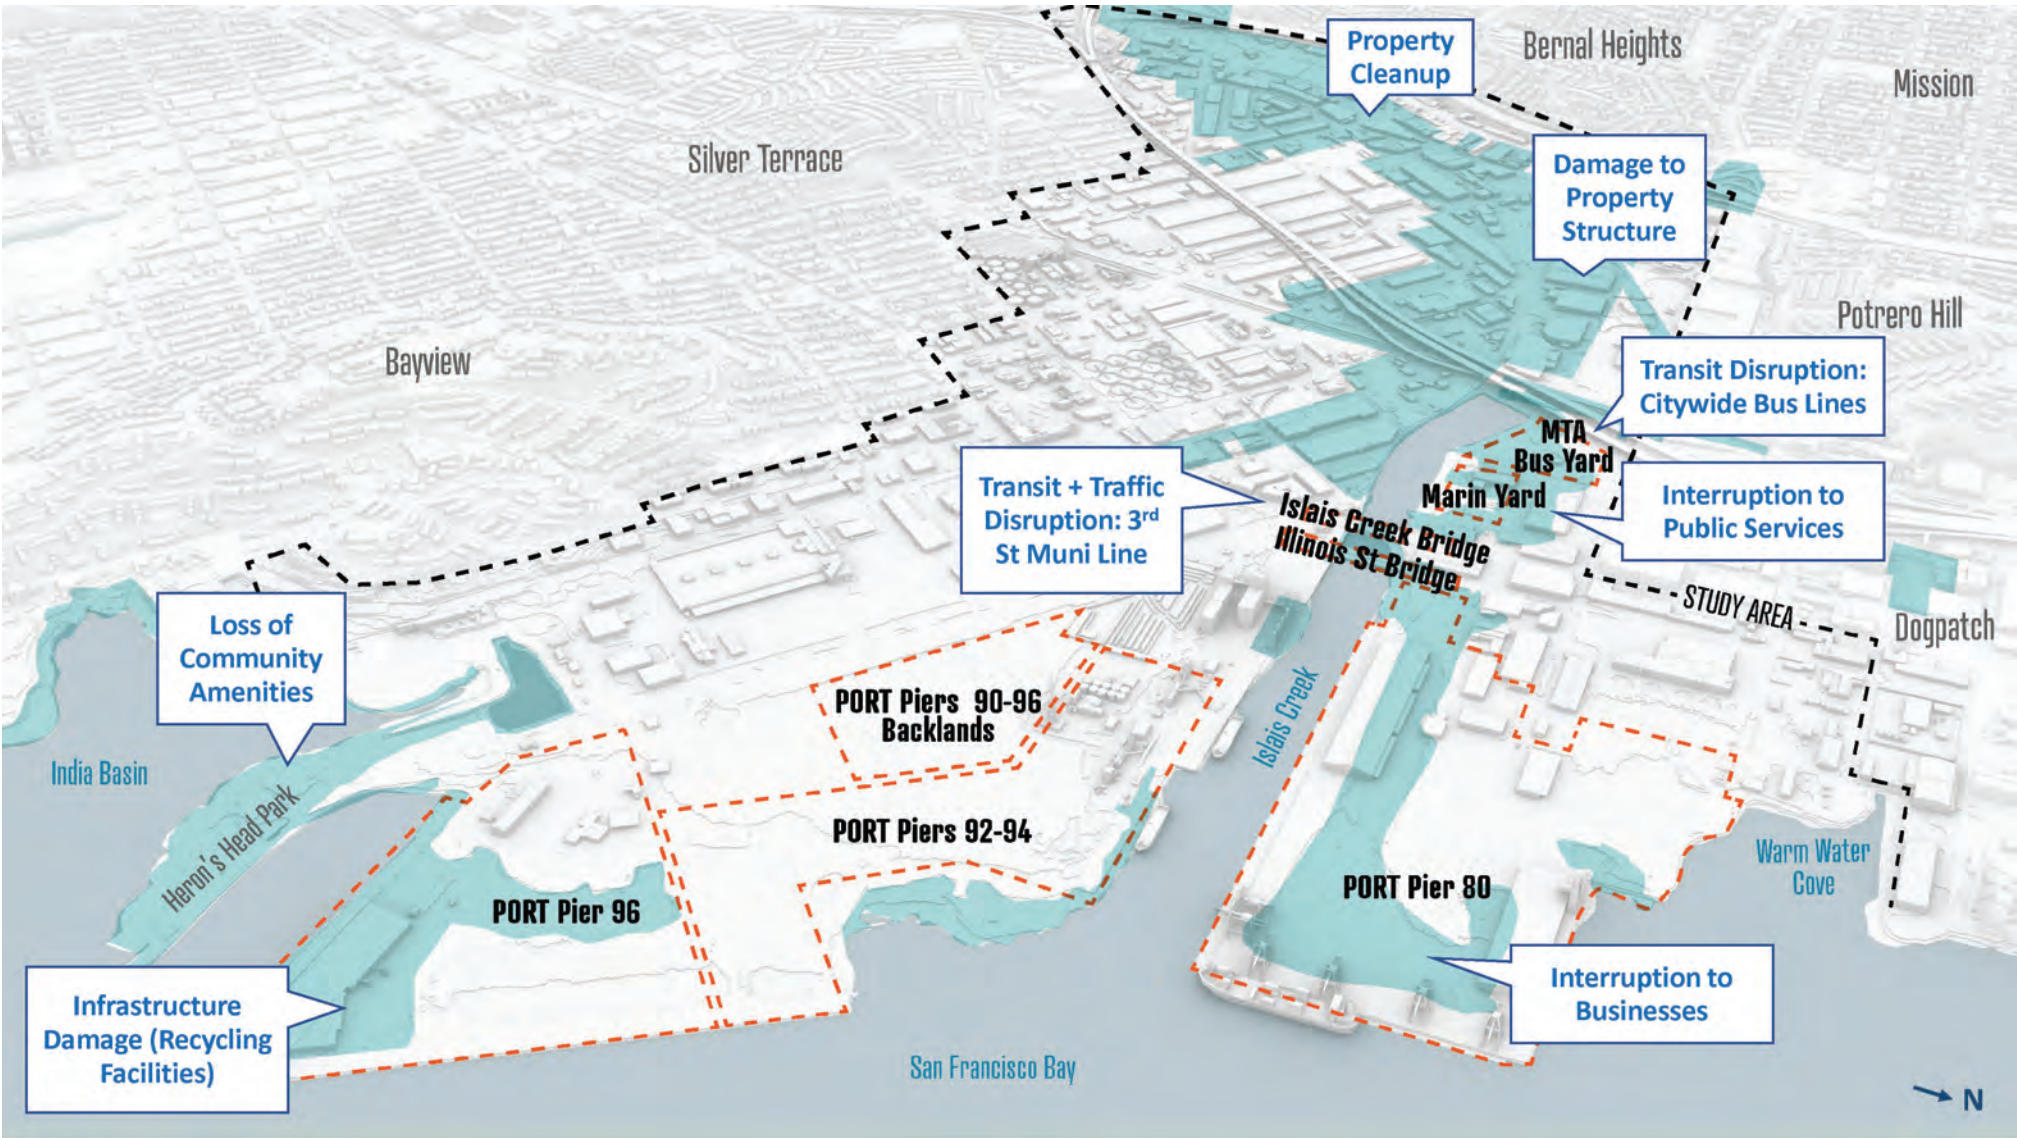 Property
Cleanup
Bernal Heights
Mission
Silver Terrace
Damage to
Property
Structure
Potrero Hill
Bayview
Transit Disruption:
Citywide Bus Lines
MTA
Bus Yard
Marin Yard
Interruption to
Public Services
Transit + Traffic
Disruption: 3rd
St Muni Line
Islais Creek Bridge
Illinois St Bridge
STUDY AREA
Dogpatch
Loss of
Community
Amenities
India Basin
Heron's Head Park
PORT Piers 90-96
Backlands
Islais Creek
PORT Piers 92-94
Warm Water
Cove
PORT Pier 80
PORT Pier 96
Interruption to
Businesses
Infrastructure
Damage (Recycling
Facilities)
San Francisco Bay
N